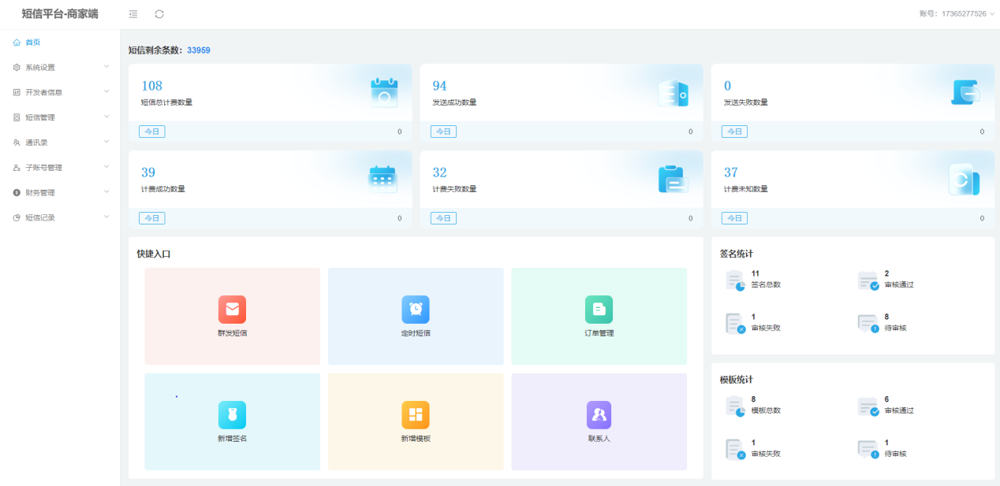 短信平台-商家端
账号: 17365277526
首页
系统设置
开发者信息
短信管理
通讯录
子账号管理
财务管理
短信记录
短信剩余条数: 33959
108
短信总计费数量
今日
0
94
发送成功数量
今日
0
0
发送失败数量
今日
0
39
计费成功数量
今日
0
32
计费失败数量
今日
0
37
计费未知数量
今日
0
快捷入口
群发短信
定时短信
订单管理
新增签名
新增模板
联系人
签名统计
11
签名总数
2
审核通过
1
审核失败
8
待审核
模板统计
8
模板总数
6
审核通过
1
审核失败
1
待审核